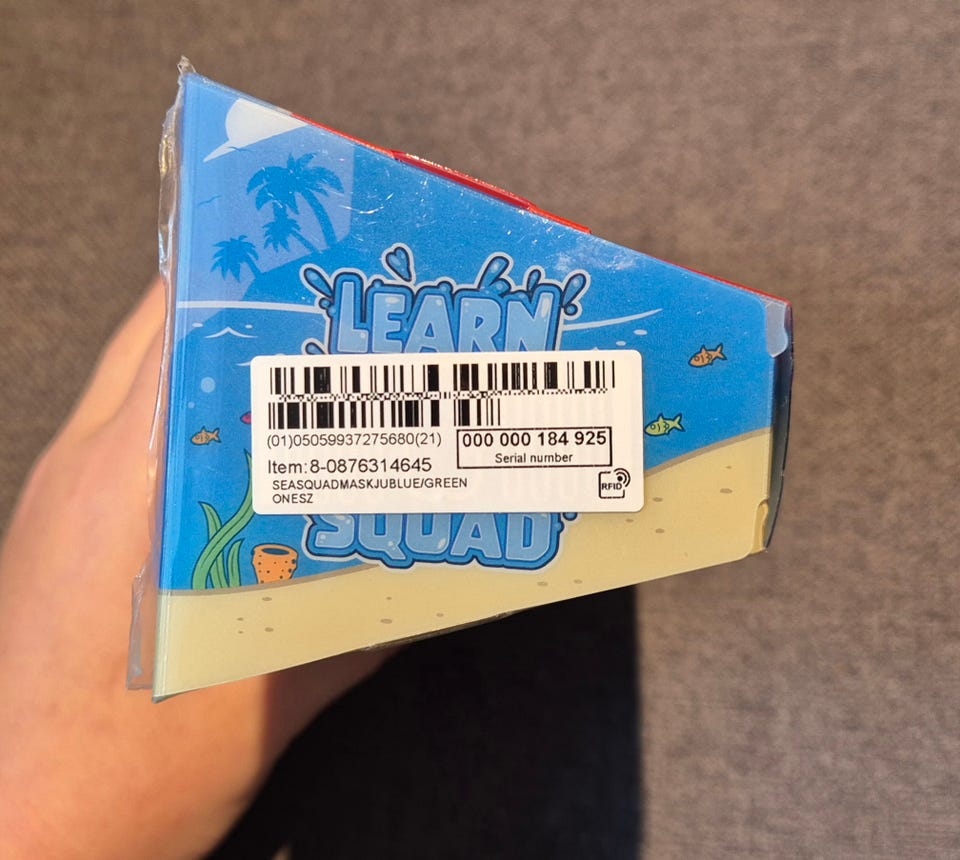 LEARN
(01)05059937275680(21)
000 000 184 925
Serial number
Item:8-0876314645
SEASQUADMASKJUBLUE/GREEN
ONESZ
RFID
SQUAD